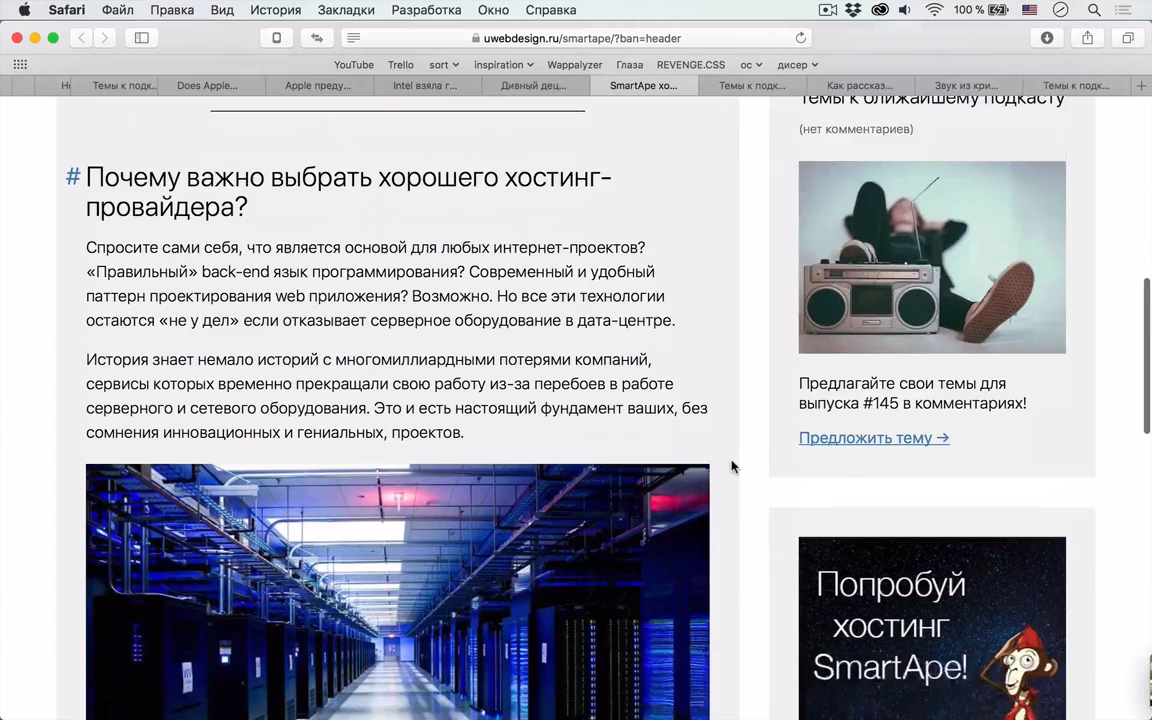 Safari Файл Правка Вид История Закладки Разработка Окно Справка 100 %
uwebdesign.ru/smartape/?ban=header
YouTube Trello sort inspiration Wappalyzer Глаза REVENGE.CSS ос дисер
Темы к подк.. Does Apple... Apple преду... Intel взяла г... Дивный дец... SmartApe хо... Темы к подк... Как рассказ... Звук из кри... Темы к подк...
Темы к ближайшему подкасту
(нет комментариев)
# Почему важно выбрать хорошего хостинг-
провайдера?
Спросите сами себя, что является основой для любых интернет-проектов?
«Правильный» back-end язык программирования? Современный и удобный
паттерн проектирования web приложения? Возможно. Но все эти технологии
остаются «не у дел» если отказывает серверное оборудование в дата-центре.
История знает немало историй с многомиллиардными потерями компаний,
сервисы которых временно прекращали свою работу из-за перебоев в работе
серверного и сетевого оборудования. Это и есть настоящий фундамент ваших, без
сомнения инновационных и гениальных, проектов.
Предлагайте свои темы для
выпуска #145 в комментариях!
Предложить тему →
Попробуй
хостинг
SmartApe!